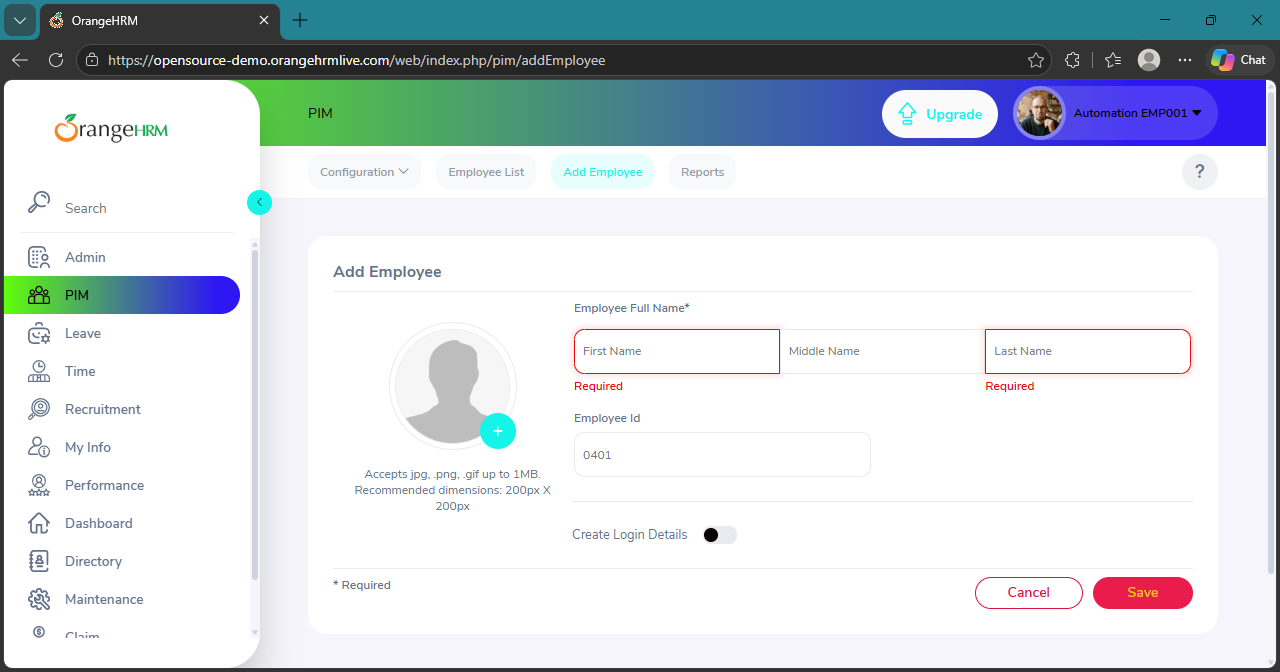 OrangeHRM
https://opensource-demo.orangehrmlive.com/web/index.php/pim/addEmployee
Chat
OrangeHRM
PIM
Upgrade
Automation EMP001
Configuration
Employee List
Add Employee
Reports
?
Search
Admin
PIM
Leave
Time
Recruitment
My Info
Performance
Dashboard
Directory
Maintenance
Claim
Add Employee
Employee Full Name*
First Name
Middle Name
Last Name
Required
Required
Employee Id
0401
Accepts jpg, .png, .gif up to 1MB.
Recommended dimensions: 200px X
200px
Create Login Details
* Required
Cancel
Save